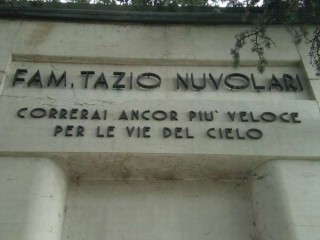 FAM. TAZIO NUVOLARI
CORRERAI ANCOR PIU' VELOCE
PER LE VIE DEL CIELO